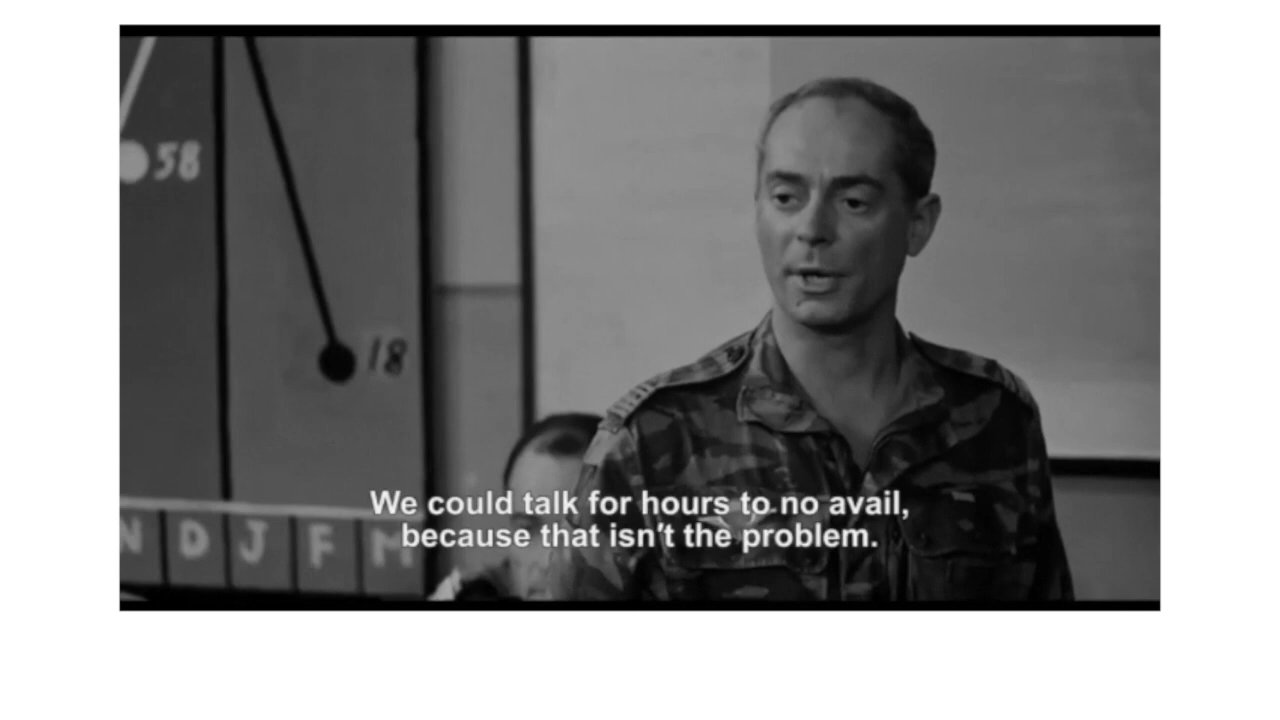 58
18
N D J F M
We could talk for hours to no avail,
because that isn't the problem.